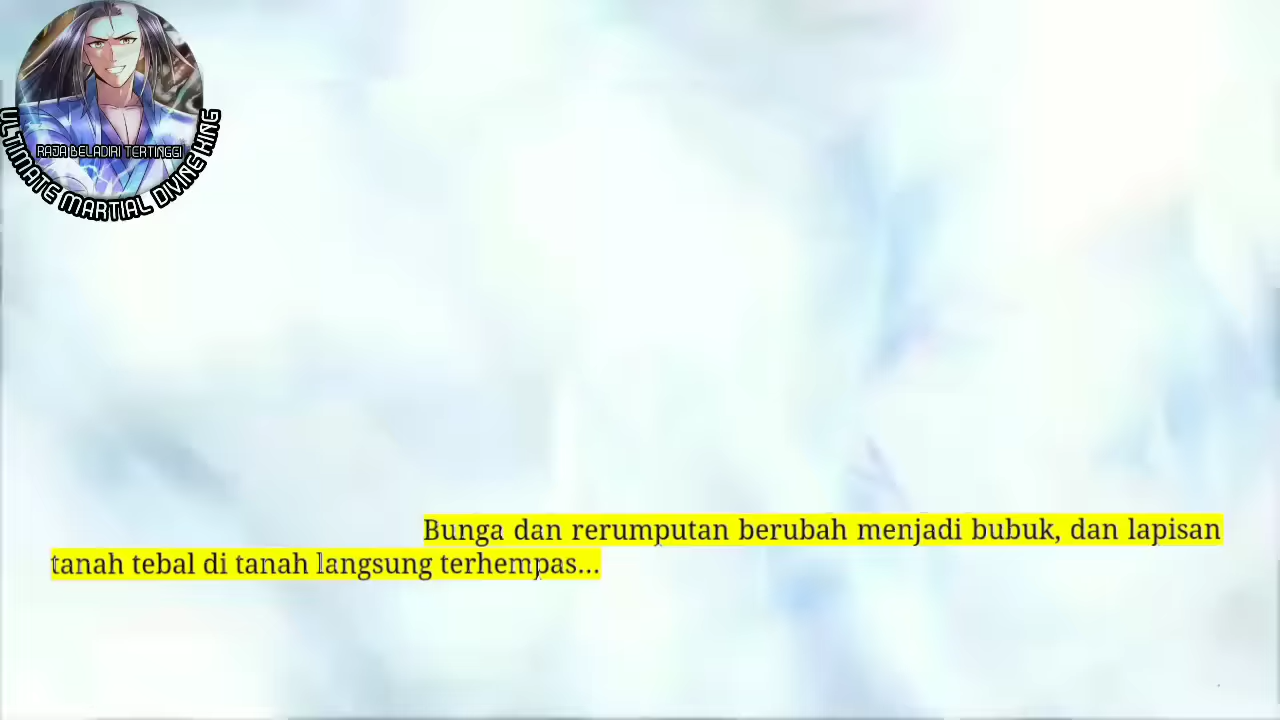 RAJA BELADIRI TERTINGGI
ULTIMATE MARTIAL DIVINE KING
Bunga dan rerumputan berubah menjadi bubuk, dan lapisan
tanah tebal di tanah langsung terhempas...